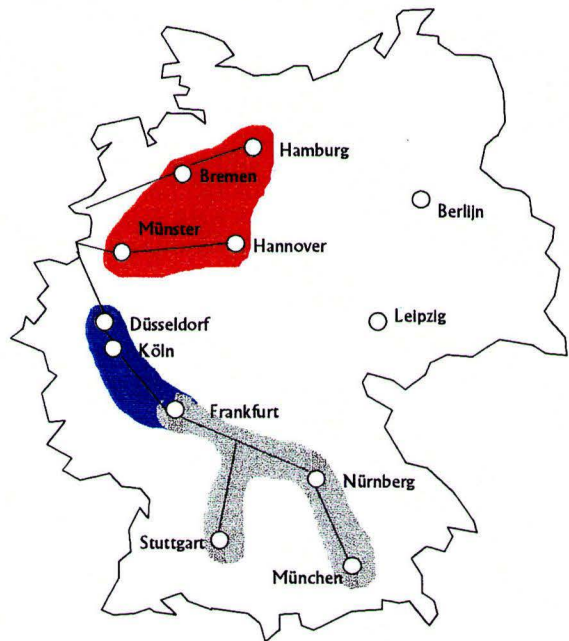 Hamburg
Bremen
Berlijn
Münster
Hannover
Düsseldorf
Leipzig
Köln
Frankfurt
Nürnberg
Stuttgart
München